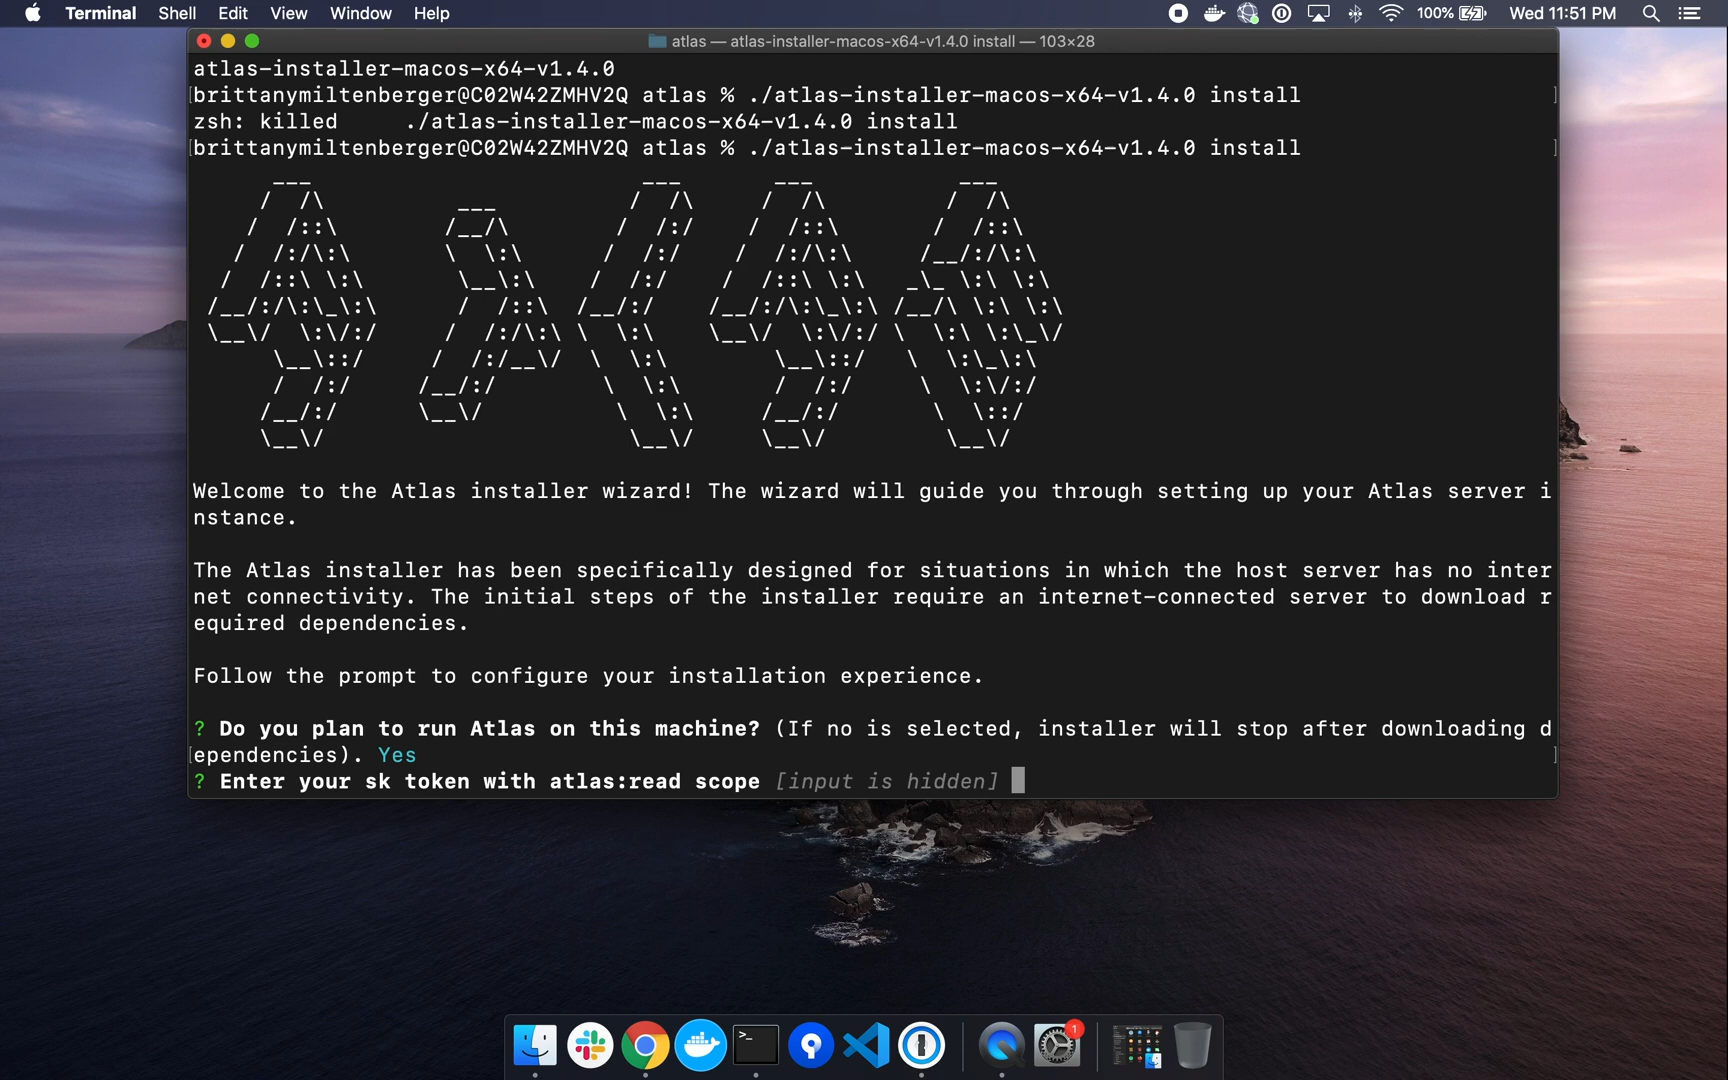 Terminal Shell Edit View Window Help 100% Wed 11:51 PM
atlas — atlas-installer-macos-x64-v1.4.0 install — 103×28
atlas-installer-macos-x64-v1.4.0
[brittanymiltenberger@C02W42ZMHV2Q atlas % ./atlas-installer-macos-x64-v1.4.0 install ]
zsh: killed     ./atlas-installer-macos-x64-v1.4.0 install
[brittanymiltenberger@C02W42ZMHV2Q atlas % ./atlas-installer-macos-x64-v1.4.0 install ]
ATLAS
Welcome to the Atlas installer wizard! The wizard will guide you through setting up your Atlas server i
nstance.
The Atlas installer has been specifically designed for situations in which the host server has no inter
net connectivity. The initial steps of the installer require an internet-connected server to download r
equired dependencies.
Follow the prompt to configure your installation experience.
? Do you plan to run Atlas on this machine? (If no is selected, installer will stop after downloading d
[ependencies). Yes ]
? Enter your sk token with atlas:read scope [input is hidden]
>_
1